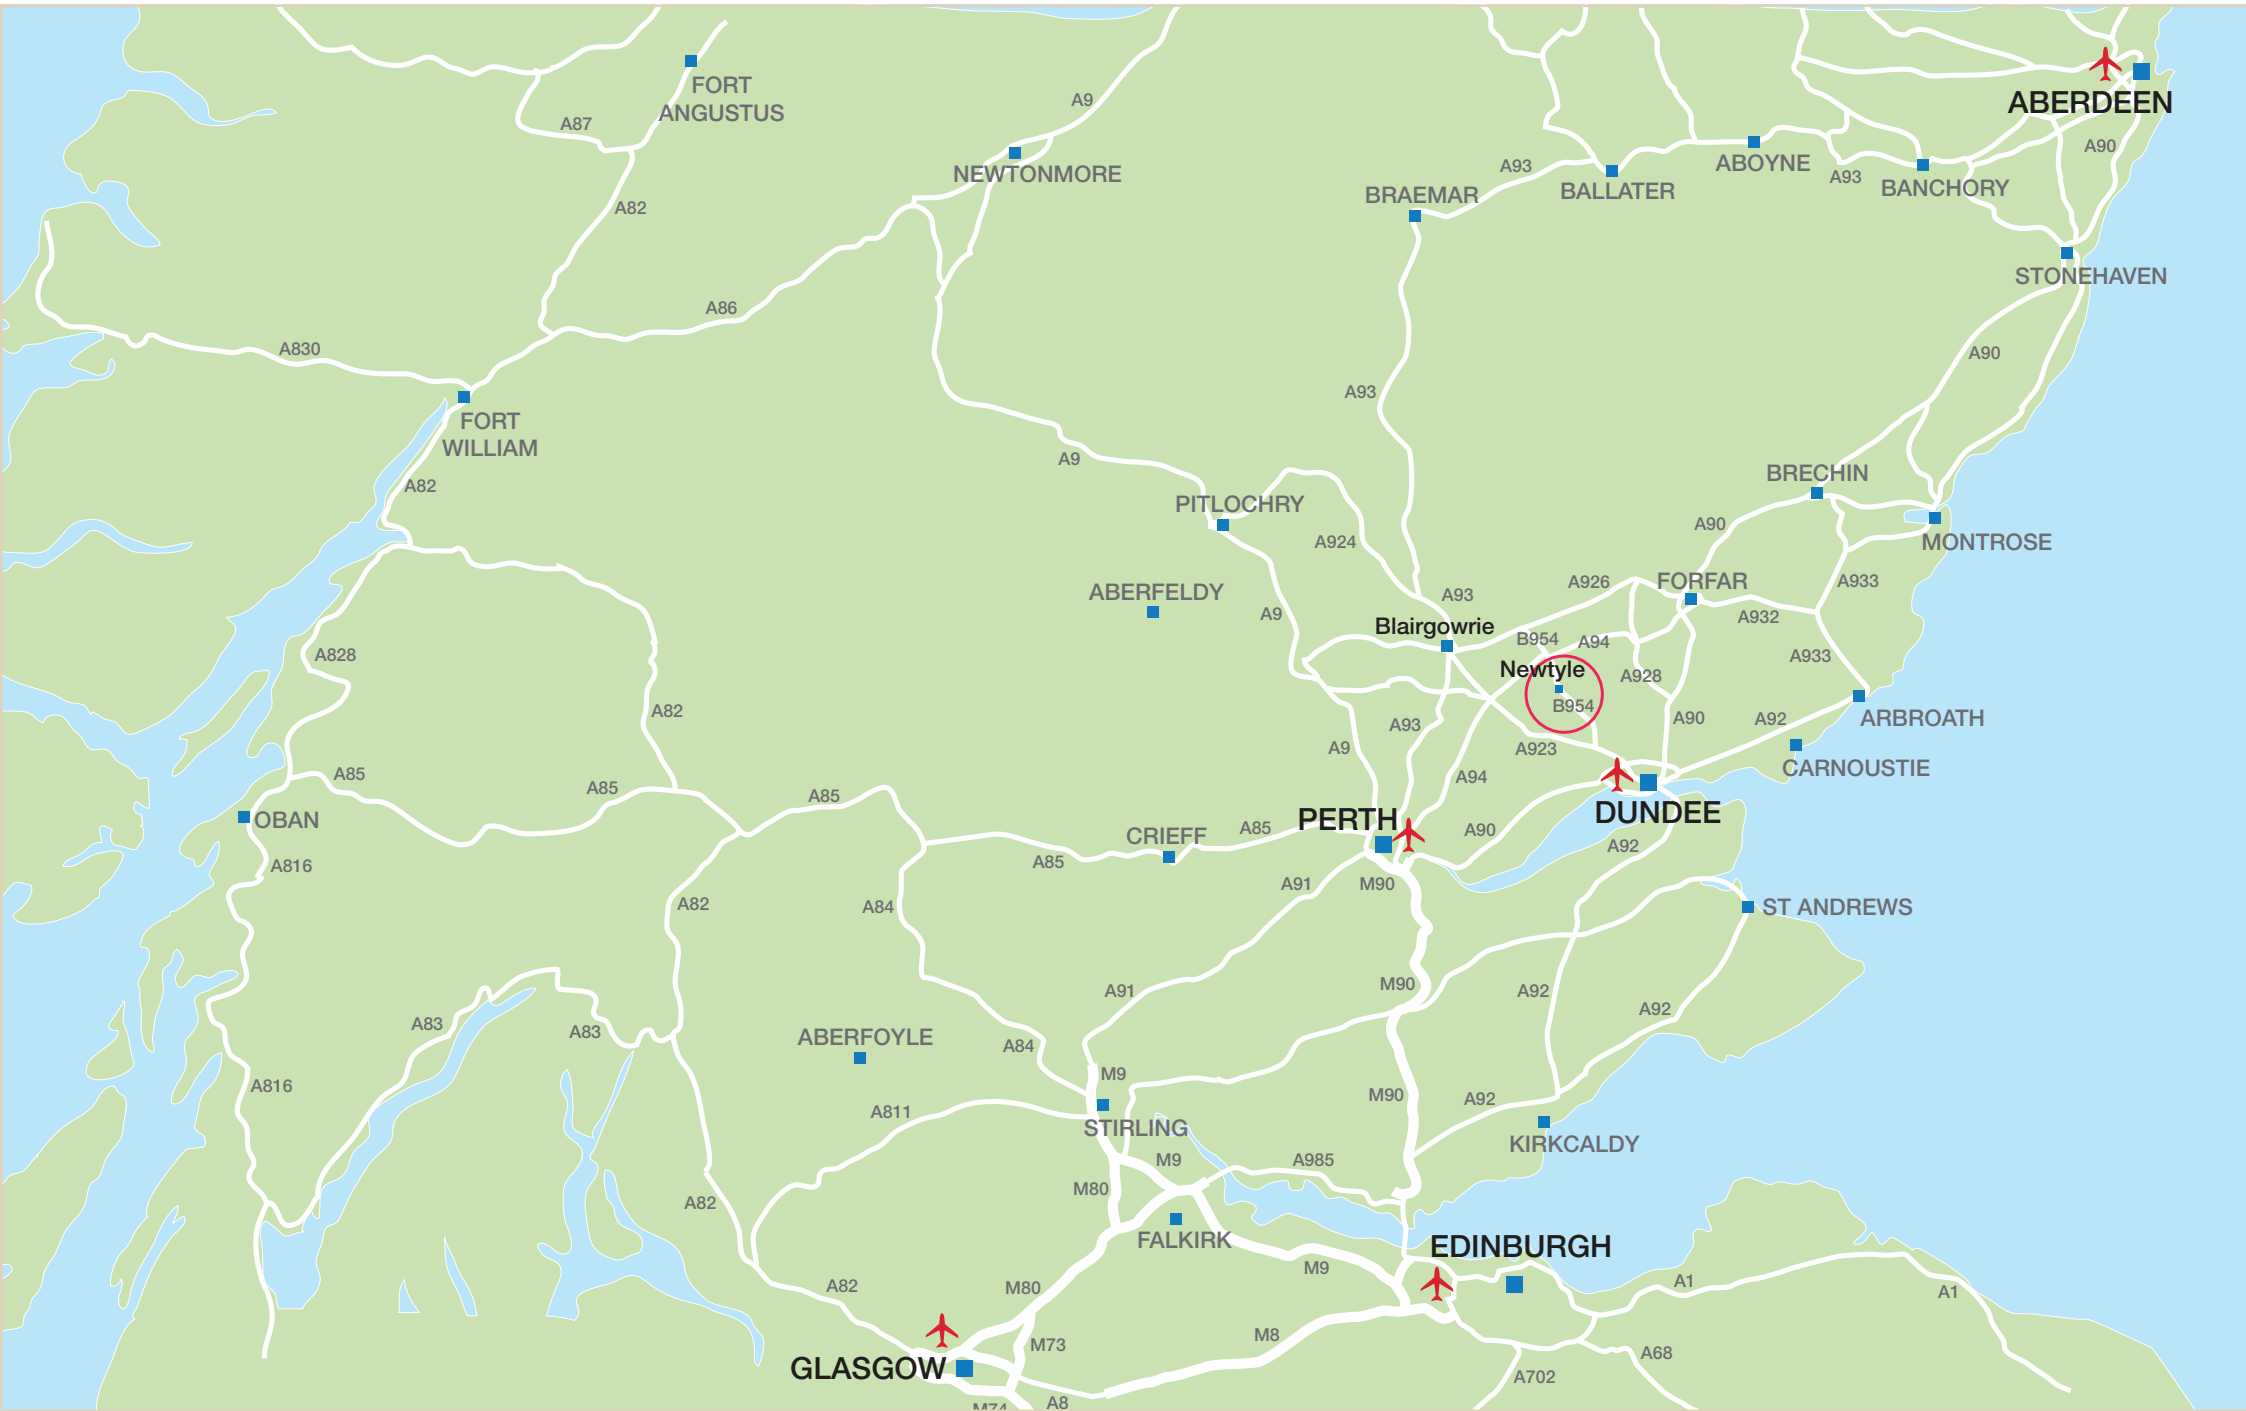 FORT
ANGUSTUS
A9
ABERDEEN
A87
A90
NEWTONMORE
A93
ABOYNE
A93
BANCHORY
BRAEMAR
BALLATER
A82
STONEHAVEN
A86
A830
A90
A93
FORT
WILLIAM
A9
BRECHIN
A82
PITLOCHRY
A90
A924
MONTROSE
A926
FORFAR
A933
ABERFELDY
A93
A9
A932
Blairgowrie
B954
A94
A828
A933
Newtyle
A928
A82
B954
A93
A90
A92
ARBROATH
A9
A923
A85
A94
CARNOUSTIE
A85
A85
OBAN
PERTH
DUNDEE
CRIEFF
A85
A90
A85
A92
A816
A91
M90
A82
A84
ST ANDREWS
M90
A91
A92
A92
A83
A83
ABERFOYLE
A84
M9
A816
M90
A92
A811
STIRLING
KIRKCALDY
M9
A985
M80
A82
FALKIRK
EDINBURGH
M9
A82
M80
A1
A1
M8
M73
GLASGOW
A68
A702
A8
M74